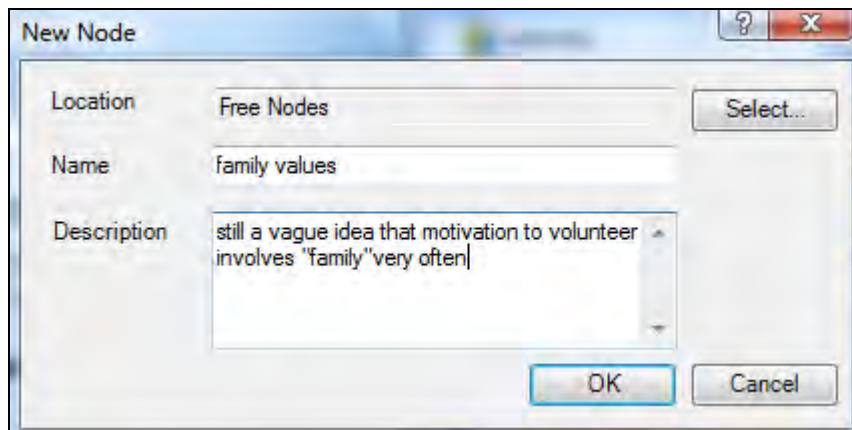 New Node
Location
Free Nodes
Select...
Name
family values
Description
still a vague idea that motivation to volunteer
involves "family"very often
OK
Cancel